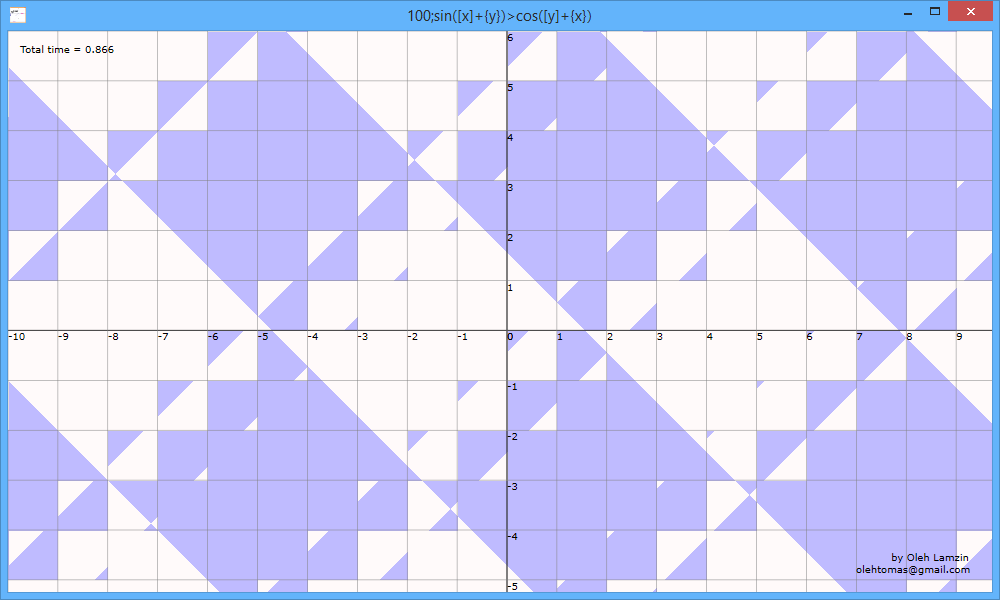 100;sin([x]+{y})>cos([y]+{x})
Total time = 0.866
6
5
4
3
2
1
-10 -9 -8 -7 -6 -5 -4 -3 -2 -1 0 1 2 3 4 5 6 7 8 9
-1
-2
-3
-4
-5
by Oleh Lamzin
olehtomas@gmail.com